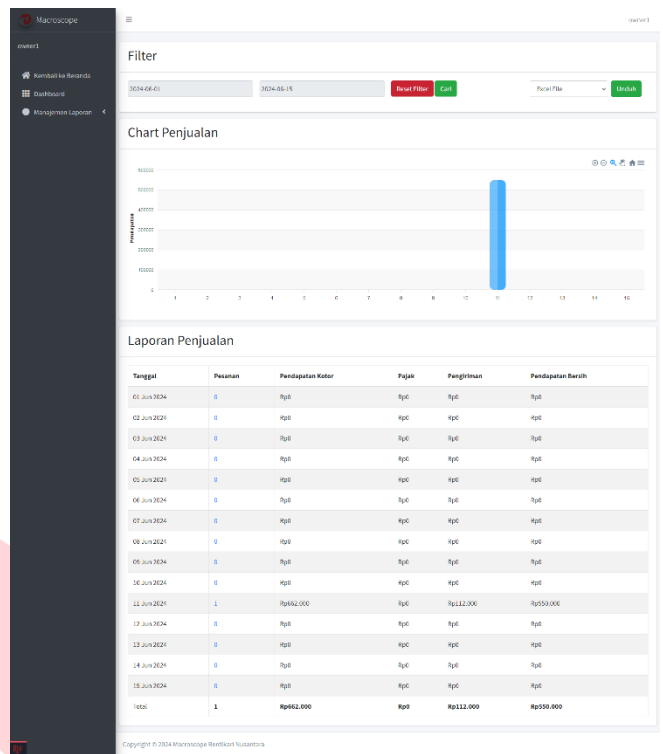 Macroscope
owner1
owner1
Kembali ke Beranda
Dashboard
Manajemen Laporan
Filter
2024-06-01 2024-06-15 Reset Filter Cari Excel File Unduh
Chart Penjualan
Pendapatan
600000
500000
400000
300000
200000
100000
0
1 2 3 4 5 6 7 8 9 10 11 12 13 14 15
Laporan Penjualan
Tanggal Pesanan Pendapatan Kotor Pajak Pengiriman Pendapatan Bersih
01 Jun 2024 0 Rp0 Rp0 Rp0 Rp0
02 Jun 2024 0 Rp0 Rp0 Rp0 Rp0
03 Jun 2024 0 Rp0 Rp0 Rp0 Rp0
04 Jun 2024 0 Rp0 Rp0 Rp0 Rp0
05 Jun 2024 0 Rp0 Rp0 Rp0 Rp0
06 Jun 2024 0 Rp0 Rp0 Rp0 Rp0
07 Jun 2024 0 Rp0 Rp0 Rp0 Rp0
08 Jun 2024 0 Rp0 Rp0 Rp0 Rp0
09 Jun 2024 0 Rp0 Rp0 Rp0 Rp0
10 Jun 2024 0 Rp0 Rp0 Rp0 Rp0
11 Jun 2024 1 Rp662.000 Rp0 Rp112.000 Rp550.000
12 Jun 2024 0 Rp0 Rp0 Rp0 Rp0
13 Jun 2024 0 Rp0 Rp0 Rp0 Rp0
14 Jun 2024 0 Rp0 Rp0 Rp0 Rp0
15 Jun 2024 0 Rp0 Rp0 Rp0 Rp0
Total 1 Rp662.000 Rp0 Rp112.000 Rp550.000
Copyright © 2024 Macroscope Berdikari Nusantara